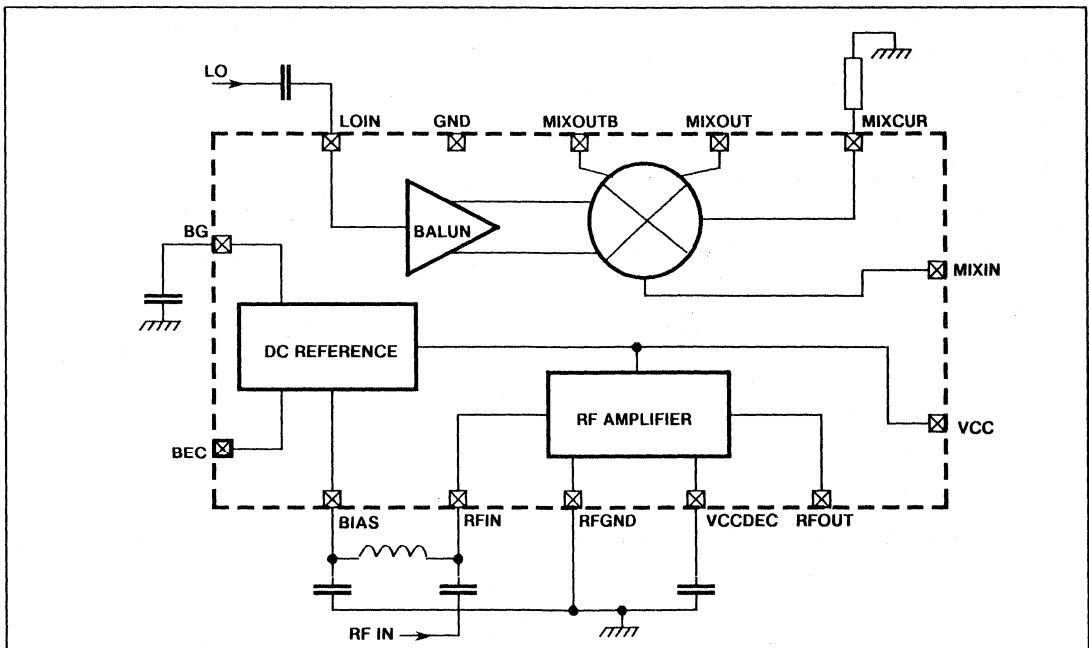 LO
LOIN
GND
MIXOUTB
MIXOUT
MIXCUR
BG
BALUN
MIXIN
DC REFERENCE
RF AMPLIFIER
BEC
VCC
BIAS
RFIN
RFGND
VCCDEC
RFOUT
RF IN